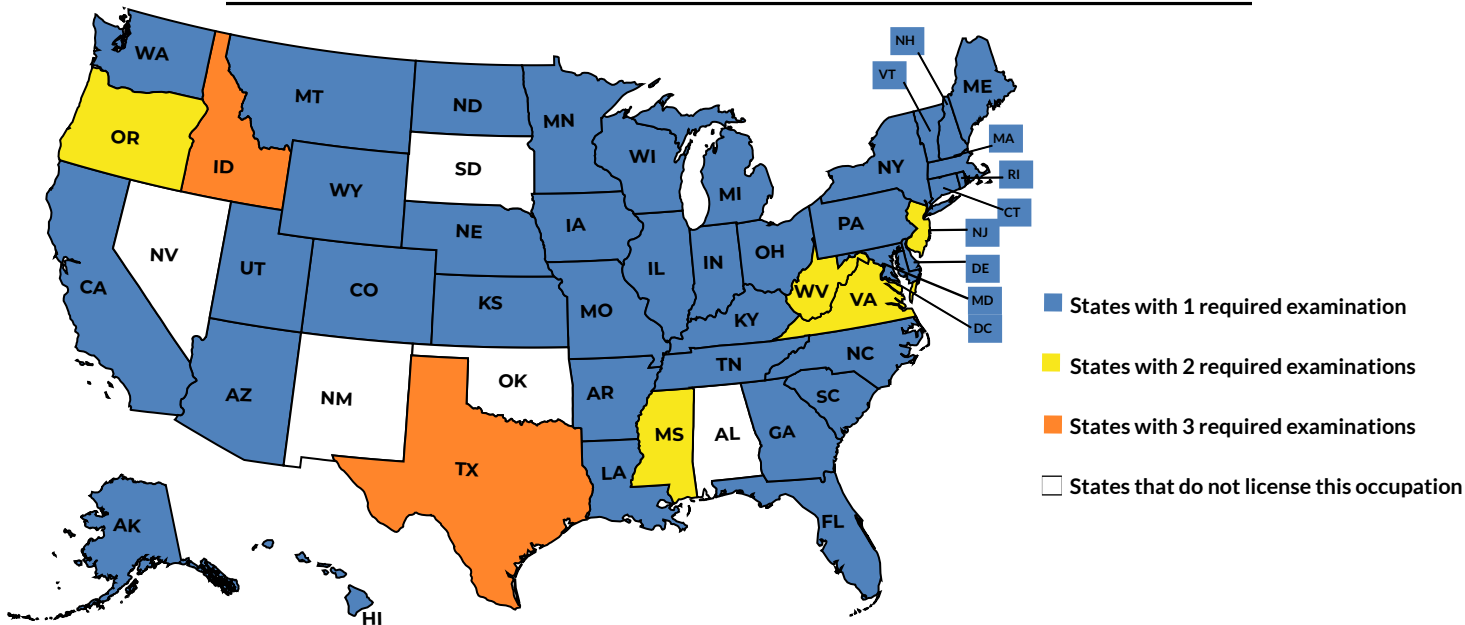 WA
MT
ND
MN
OR
ID
WY
SD
WI
MI
NY
VT
NH
ME
MA
RI
CT
NJ
PA
DE
MD
DC
NV
UT
CA
CO
NE
IA
KS
MO
IL
IN
OH
WV
VA
KY
AZ
NM
OK
AR
TN
NC
SC
TX
LA
MS
AL
GA
FL
AK
HI
States with 1 required examination
States with 2 required examinations
States with 3 required examinations
States that do not license this occupation